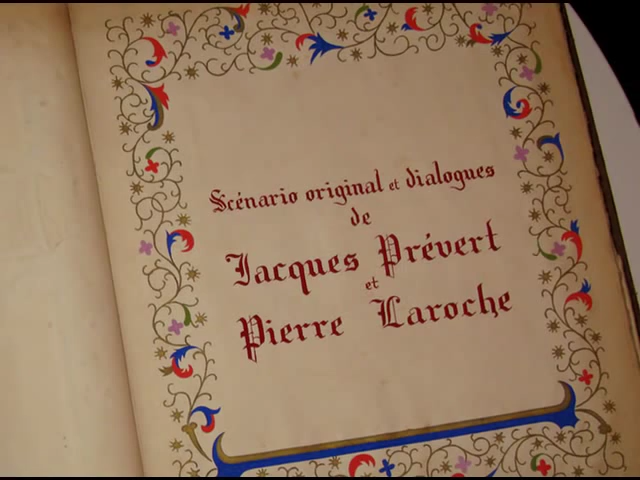 Scénario original et dialogues
de
Jacques Prévert
et
Pierre Laroche